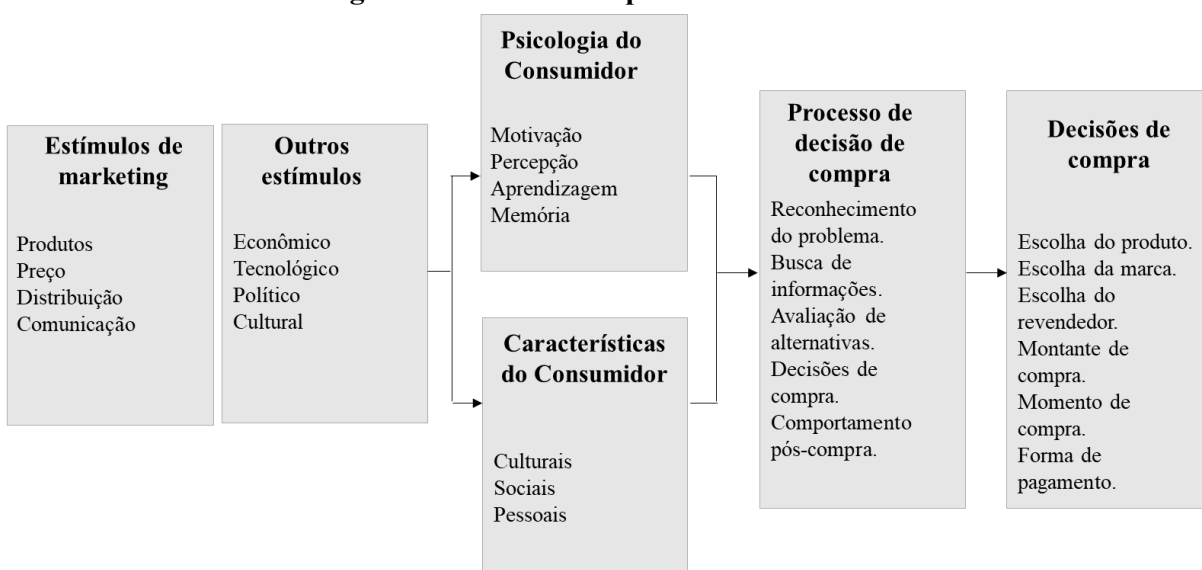 Estímulos de
marketing
Produtos
Preço
Distribuição
Comunicação
Outros
estímulos
Econômico
Tecnológico
Político
Cultural
Psicologia do
Consumidor
Motivação
Percepção
Aprendizagem
Memória
Características
do Consumidor
Culturais
Sociais
Pessoais
Processo de
decisão de
compra
Reconhecimento
do problema.
Busca de
informações.
Avaliação de
alternativas.
Decisões de
compra.
Comportamento
pós-compra.
Decisões de
compra
Escolha do produto.
Escolha da marca.
Escolha do
revendedor.
Montante de
compra.
Momento de
compra.
Forma de
pagamento.